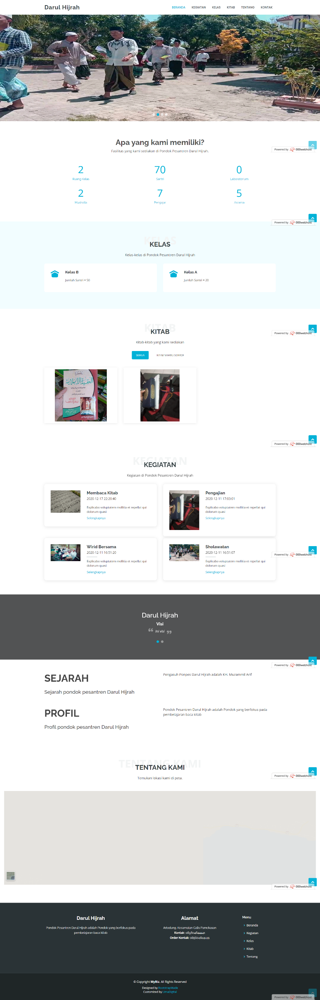 Darul Hijrah
BERANDA KEGIATAN KELAS KITAB TENTANG KONTAK
Apa yang kami memiliki?
Fasilitas yang kami sediakan di Pondok Pesantren Darul Hijrah.
Powered by 000webhost
2 70 0
Ruang Kelas Santri Laboratorium
2 7 5
Musholla Pengajar Asrama
Powered by 000webhost
KELAS
KELAS
Kelas-kelas di Pondok Pesantren Darul Hijrah
Kelas B Kelas A
Jumlah Santri = 50 Jumlah Santri = 20
KITAB
KITAB
Powered by 000webhost
Kitab-kitab yang kami sediakan
SEMUA KITAB NAHWU SORROF
العقيدة الإسلامية
Powered by 000webhost
KEGIATAN
KEGIATAN
Kegiatan di Pondok Pesantren Darul Hijrah
Membaca Kitab
2020-12-17 22:20:40
Explicabo voluptatem mollitia et repellat qui
dolorum quasi
Selengkapnya
Pengajian
2020-12-11 17:03:01
Explicabo voluptatem mollitia et repellat qui
dolorum quasi
Selengkapnya
Wirid Bersama
2020-12-11 16:51:20
Explicabo voluptatem mollitia et repellat qui
dolorum quasi
Selengkapnya
Sholawatan
2020-12-11 16:51:07
Explicabo voluptatem mollitia et repellat qui
dolorum quasi
Selengkapnya
Powered by 000webhost
Darul Hijrah
Visi
“ Ini visi ”
Powered by 000webhost
SEJARAH
Sejarah pondok pesantren Darul Hijrah
Pengasuh Ponpes Darul Hijrah adalah KH. Muzammil Arif
PROFIL
Profil pondok pesantren Darul Hijrah
Pondok Pesantren Darul Hijrah adalah Pondok yang berfokus pada
pembelajaran baca kitab
TENTANG KAMI
TENTANG KAMI
Powered by 000webhost
Temukan lokasi kami di peta.
Powered by 000webhost
Darul Hijrah
Pondok Pesantren Darul Hijrah adalah Pondok yang berfokus pada
pembelajaran baca kitab
Alamat
Artodung, Kecamatan Galis Pamekasan
Kontak: 085604844441
Order Kontak: 085604844441
Menu
Beranda
Kegiatan
Kelas
Kitab
Tentang
© Copyright MyBiz. All Rights Reserved
Designed by BootstrapMade
Customized by LimaDigital
Powered by 000webhost